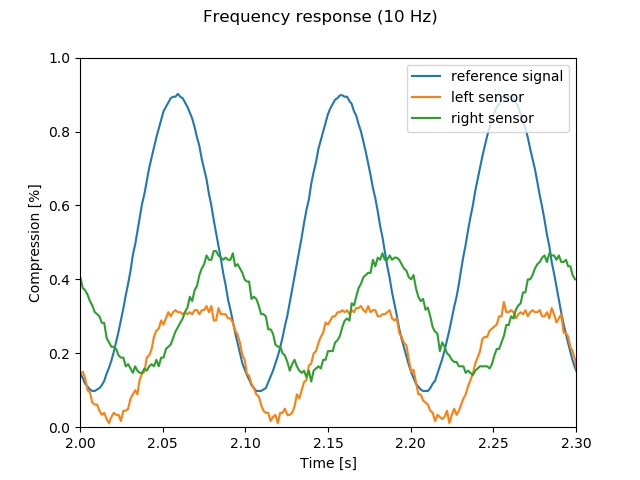 Frequency response (10 Hz)
1.0
reference signal
left sensor
right sensor
0.8
0.6
Compression [%]
0.4
0.2
0.0
2.00 2.05 2.10 2.15 2.20 2.25 2.30
Time [s]